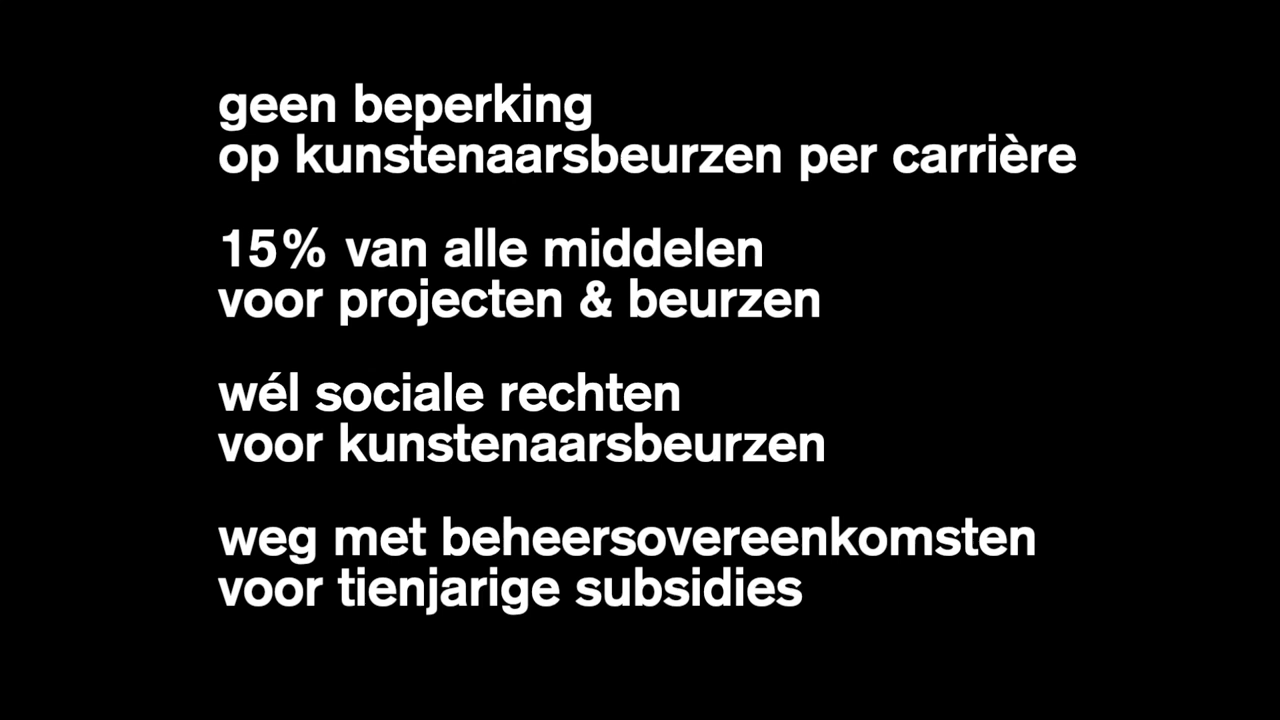 geen beperking
op kunstenaarsbeurzen per carrière
15% van alle middelen
voor projecten & beurzen
wél sociale rechten
voor kunstenaarsbeurzen
weg met beheersovereenkomsten
voor tienjarige subsidies